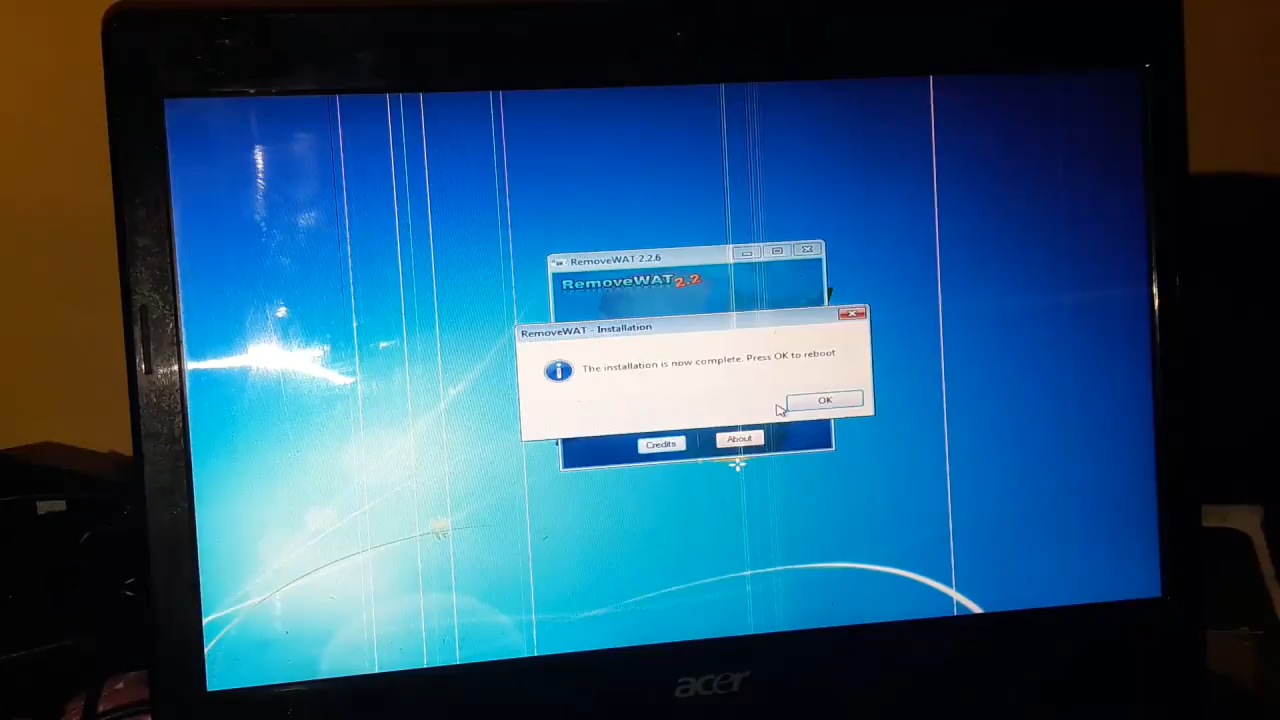 RemoveWAT 2.2.6
RemoveWAT 2.2
RemoveWAT - Installation
The installation is now complete. Press OK to reboot
OK
Credits
About
acer